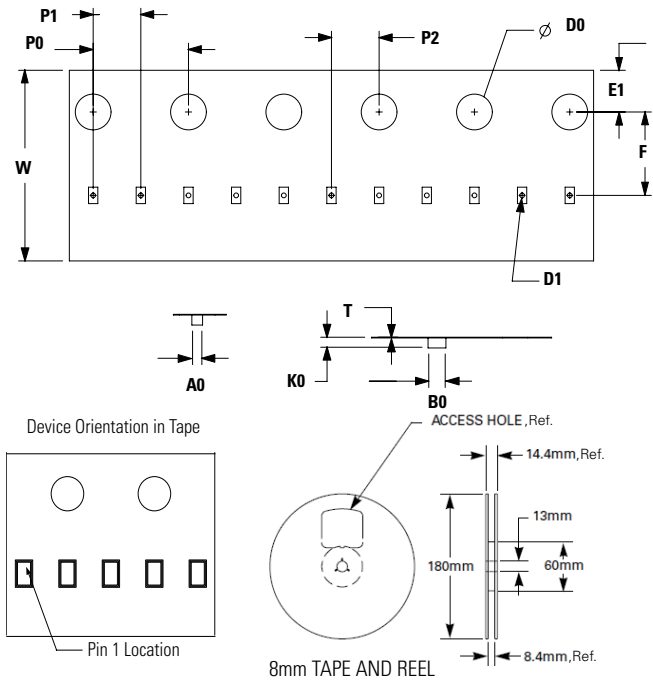 P1
P0
P2
Ø D0
E1
F
W
D1
T
K0
A0
B0
Device Orientation in Tape
Pin 1 Location
ACCESS HOLE,Ref.
14.4mm,Ref.
13mm
180mm
60mm
8.4mm,Ref.
8mm TAPE AND REEL